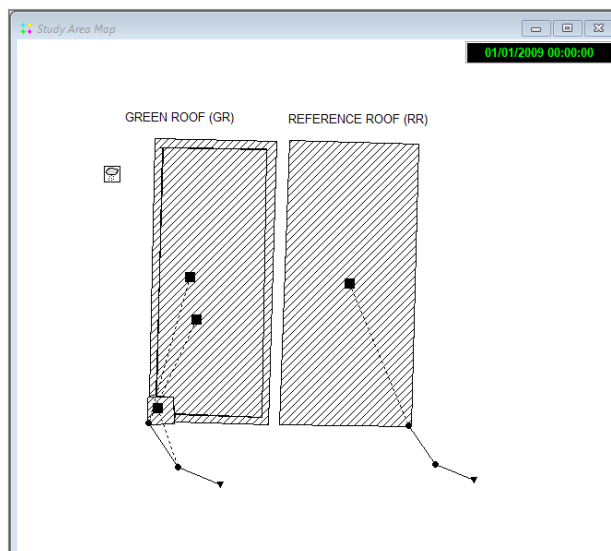 Study Area Map
01/01/2009 00:00:00
GREEN ROOF (GR)
REFERENCE ROOF (RR)